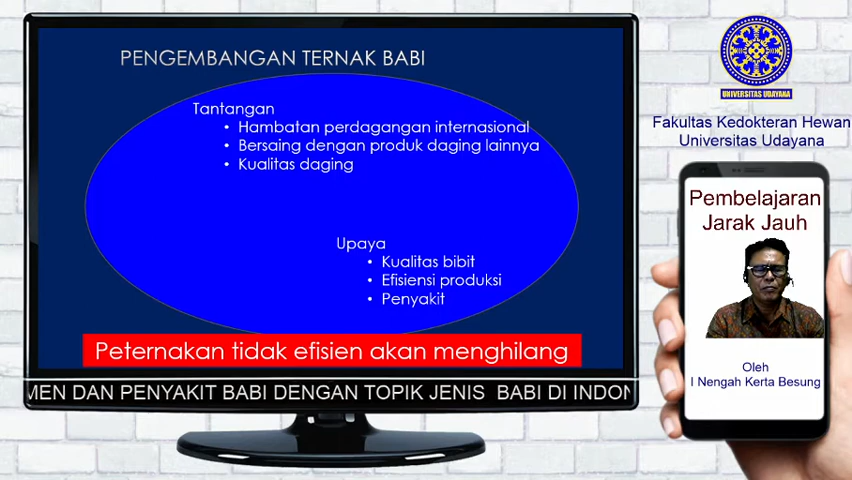 PENGEMBANGAN TERNAK BABI
Tantangan
• Hambatan perdagangan internasional
• Bersaing dengan produk daging lainnya
• Kualitas daging
Upaya
• Kualitas bibit
• Efisiensi produksi
• Penyakit
Peternakan tidak efisien akan menghilang
MEN DAN PENYAKIT BABI DENGAN TOPIK JENIS BABI DI INDON
UNIVERSITAS UDAYANA
Fakultas Kedokteran Hewan
Universitas Udayana
Pembelajaran
Jarak Jauh
Oleh
I Nengah Kerta Besung